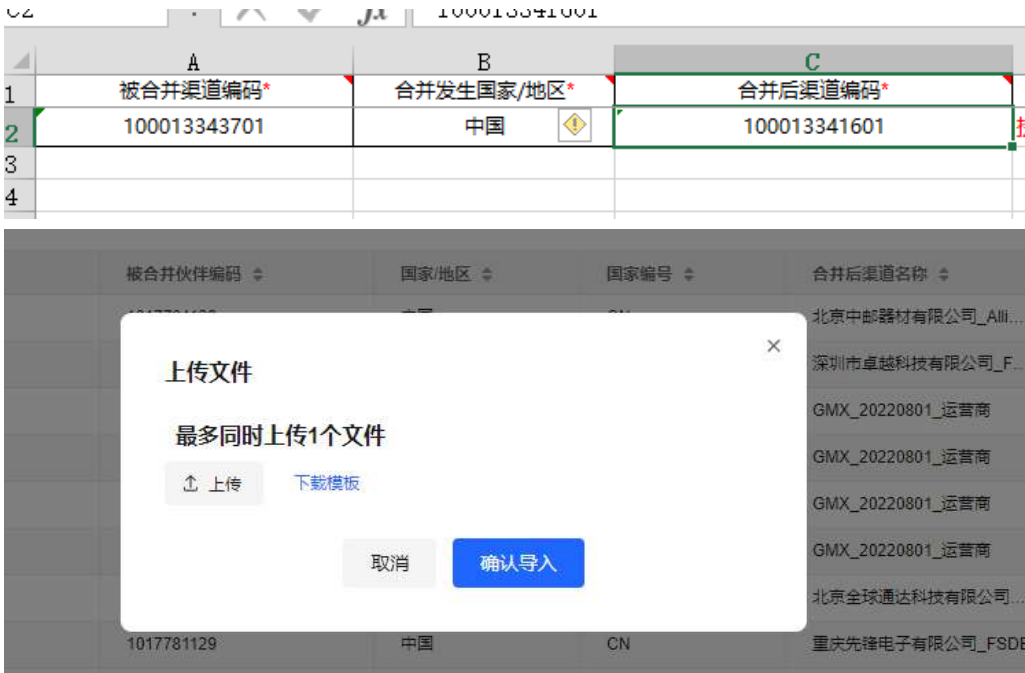 C2 fx 100013341601
A B C
1 被合并渠道编码* 合并发生国家/地区* 合并后渠道编码*
2 100013343701 中国 100013341601
3
4
被合并伙伴编码 国家/地区 国家编号 合并后渠道名称
北京中邮器材有限公司_Alli...
上传文件 深圳市卓越科技有限公司_F...
最多同时上传1个文件 GMX_20220801_运营商
GMX_20220801_运营商
上传 下载模板
GMX_20220801_运营商
取消 确认导入 GMX_20220801_运营商
北京全球通达科技有限公司...
1017781129 中国 CN 重庆先锋电子有限公司_FSDE